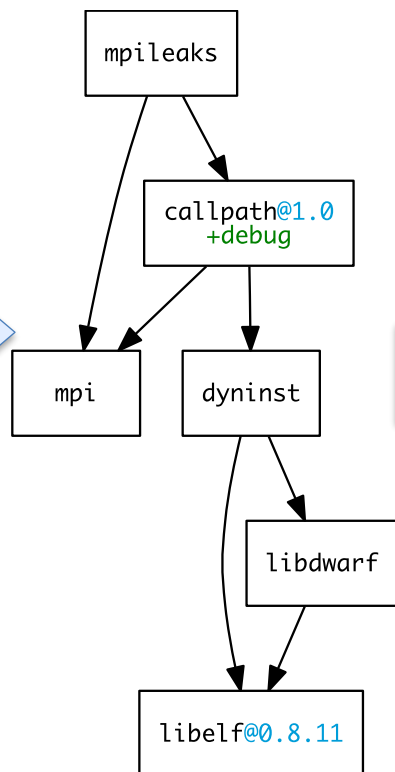 mpileaks
callpath@1.0
+debug
mpi
dyninst
libdwarf
libelf@0.8.11